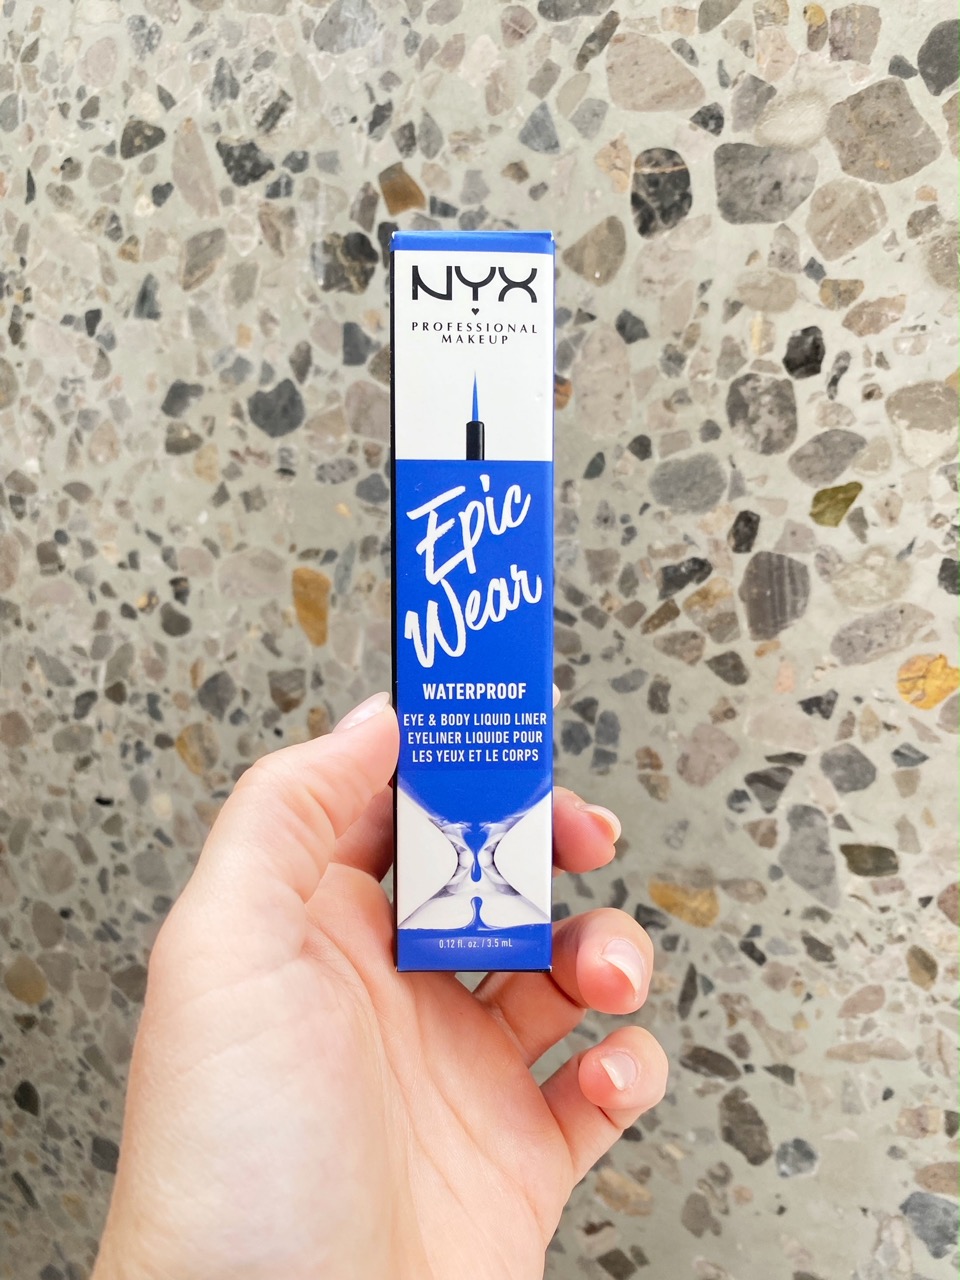 NYX
PROFESSIONAL
MAKEUP
Epic
Wear
WATERPROOF
EYE & BODY LIQUID LINER
EYELINER LIQUIDE POUR
LES YEUX ET LE CORPS
0.12 fl. oz. / 3.5 mL